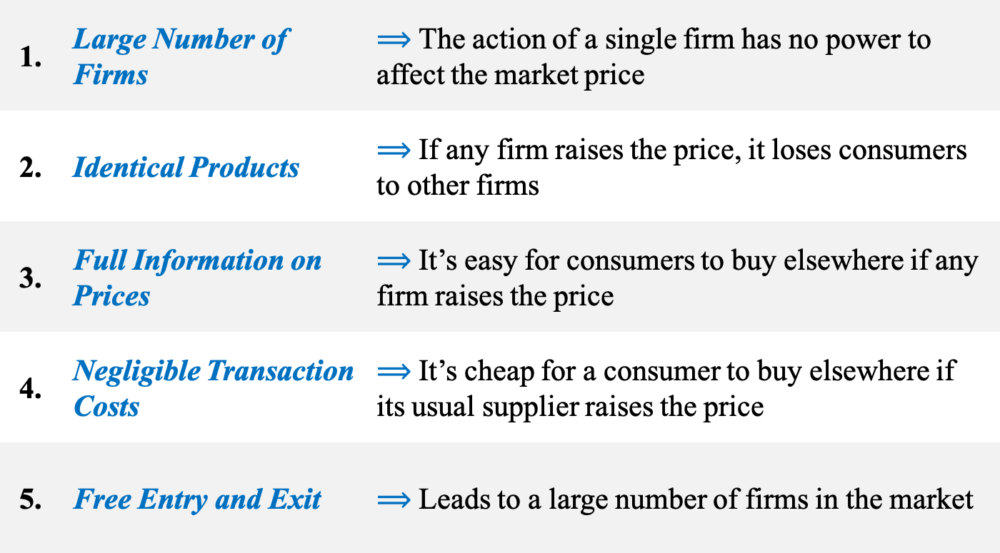 1.
Large Number of
Firms
⟹ The action of a single firm has no power to
affect the market price
2.
Identical Products
⟹ If any firm raises the price, it loses consumers
to other firms
3.
Full Information on
Prices
⟹ It’s easy for consumers to buy elsewhere if any
firm raises the price
4.
Negligible Transaction
Costs
⟹ It’s cheap for a consumer to buy elsewhere if
its usual supplier raises the price
5.
Free Entry and Exit
⟹ Leads to a large number of firms in the market